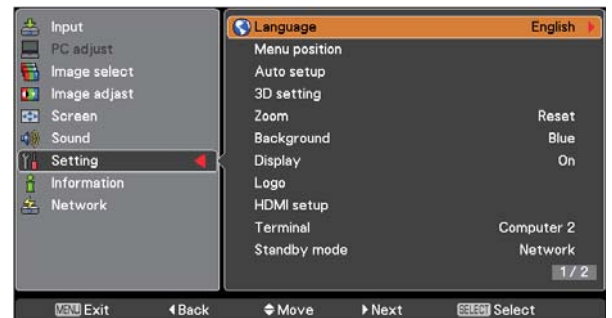 Input
PC adjust
Image select
Image adjast
Screen
Sound
Setting
Information
Network
Language English
Menu position
Auto setup
3D setting
Zoom Reset
Background Blue
Display On
Logo
HDMI setup
Terminal Computer 2
Standby mode Network
1 / 2
MENU Exit Back Move Next SELECT Select